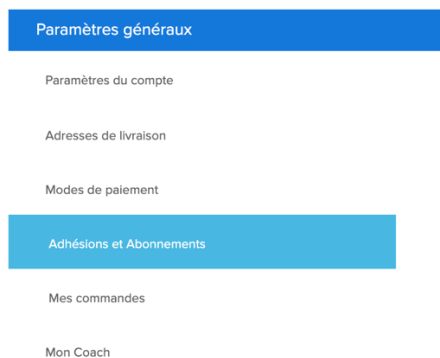 Paramètres généraux
Paramètres du compte
Adresses de livraison
Modes de paiement
Adhésions et Abonnements
Mes commandes
Mon Coach